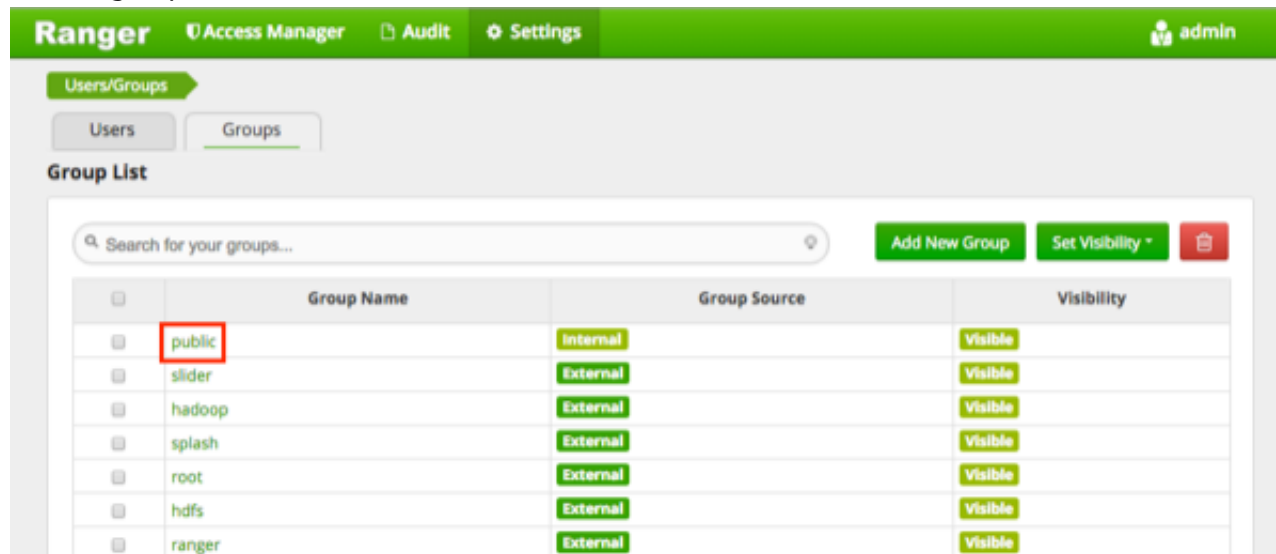 Ranger Access Manager Audit Settings admin
Users/Groups
Users Groups
Group List
Search for your groups... Add New Group Set Visibility
Group Name Group Source Visibility
public Internal Visible
slider External Visible
hadoop External Visible
splash External Visible
root External Visible
hdfs External Visible
ranger External Visible